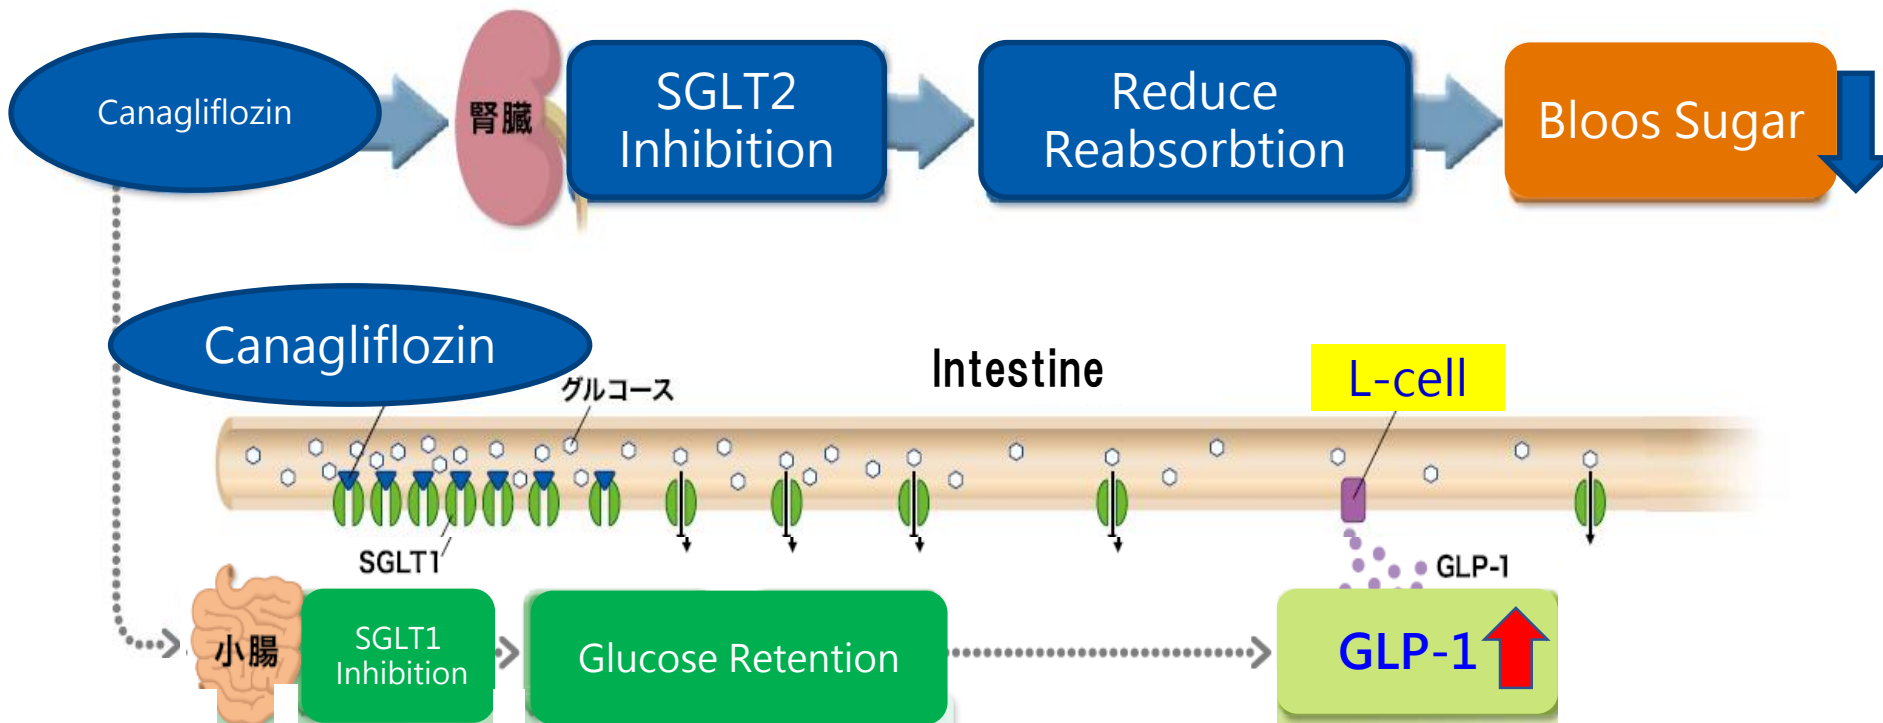 Canagliflozin
腎臓
SGLT2
Inhibition
Reduce
Reabsorbtion
Bloos Sugar
Canagliflozin
グルコース
Intestine
L-cell
SGLT1
GLP-1
小腸
SGLT1
Inhibition
Glucose Retention
GLP-1